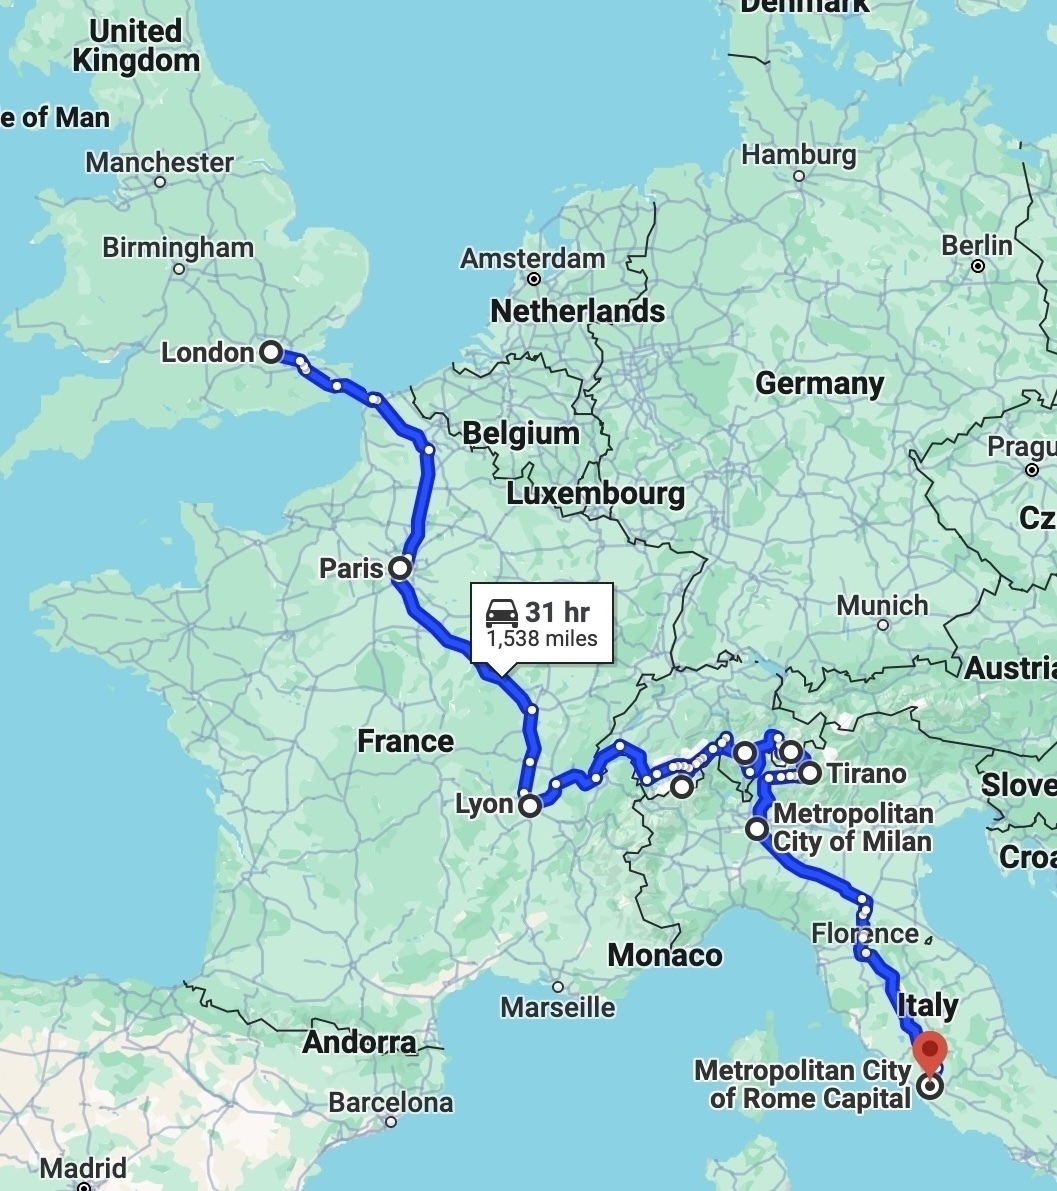 Denmark
United
Kingdom
e of Man
Manchester
Hamburg
Birmingham
Berlin
Amsterdam
Netherlands
London
Germany
Belgium
Pragu
Luxembourg
Cz
Paris
31 hr
1,538 miles
Munich
Austria
France
Tirano
Slove
Lyon
Metropolitan
City of Milan
Croa
Florence
Monaco
Marseille
Italy
Andorra
Metropolitan City
of Rome Capital
Barcelona
Madrid